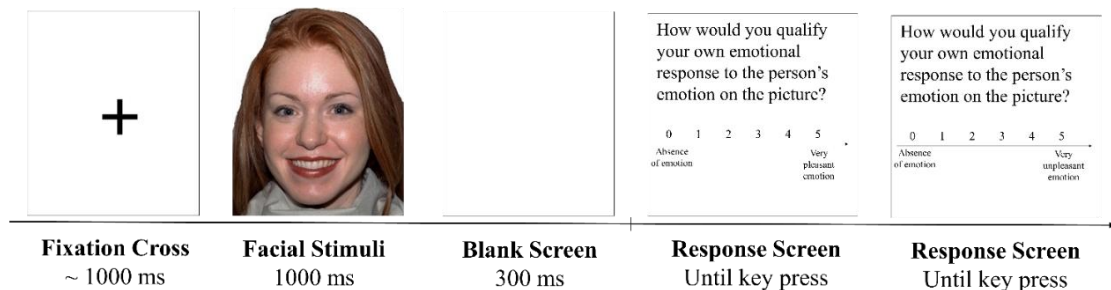 How would you qualify
your own emotional
response to the person's
emotion on the picture?
0 1 2 3 4 5
Absence
of emotion
Very
pleasant
emotion
How would you qualify
your own emotional
response to the person's
emotion on the picture?
0 1 2 3 4 5
Absence
of emotion
Very
unpleasant
emotion
Fixation Cross
~ 1000 ms
Facial Stimuli
1000 ms
Blank Screen
300 ms
Response Screen
Until key press
Response Screen
Until key press